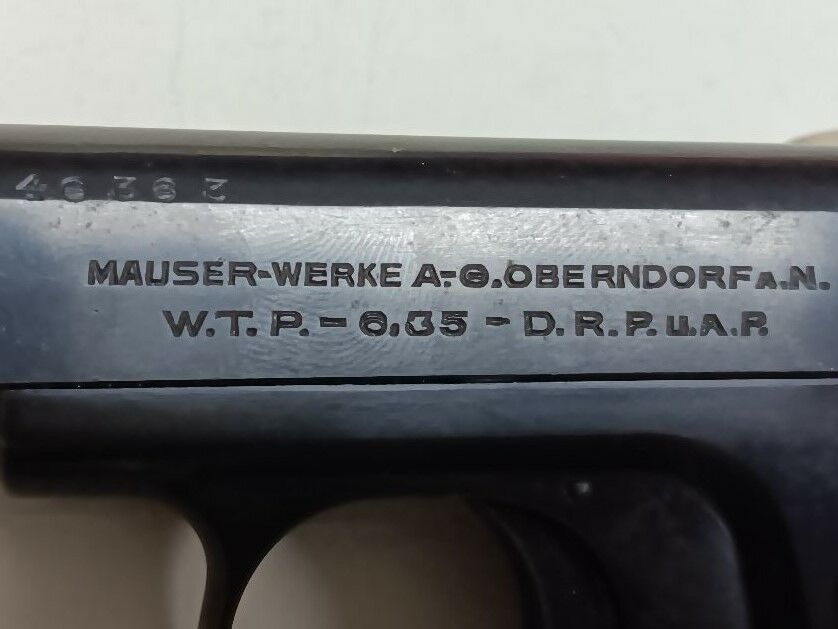 46363
MAUSER-WERKE A.-G. OBERNDORF A.N.
W.T.P. - 6,35 - D.R.P. u. A.P.